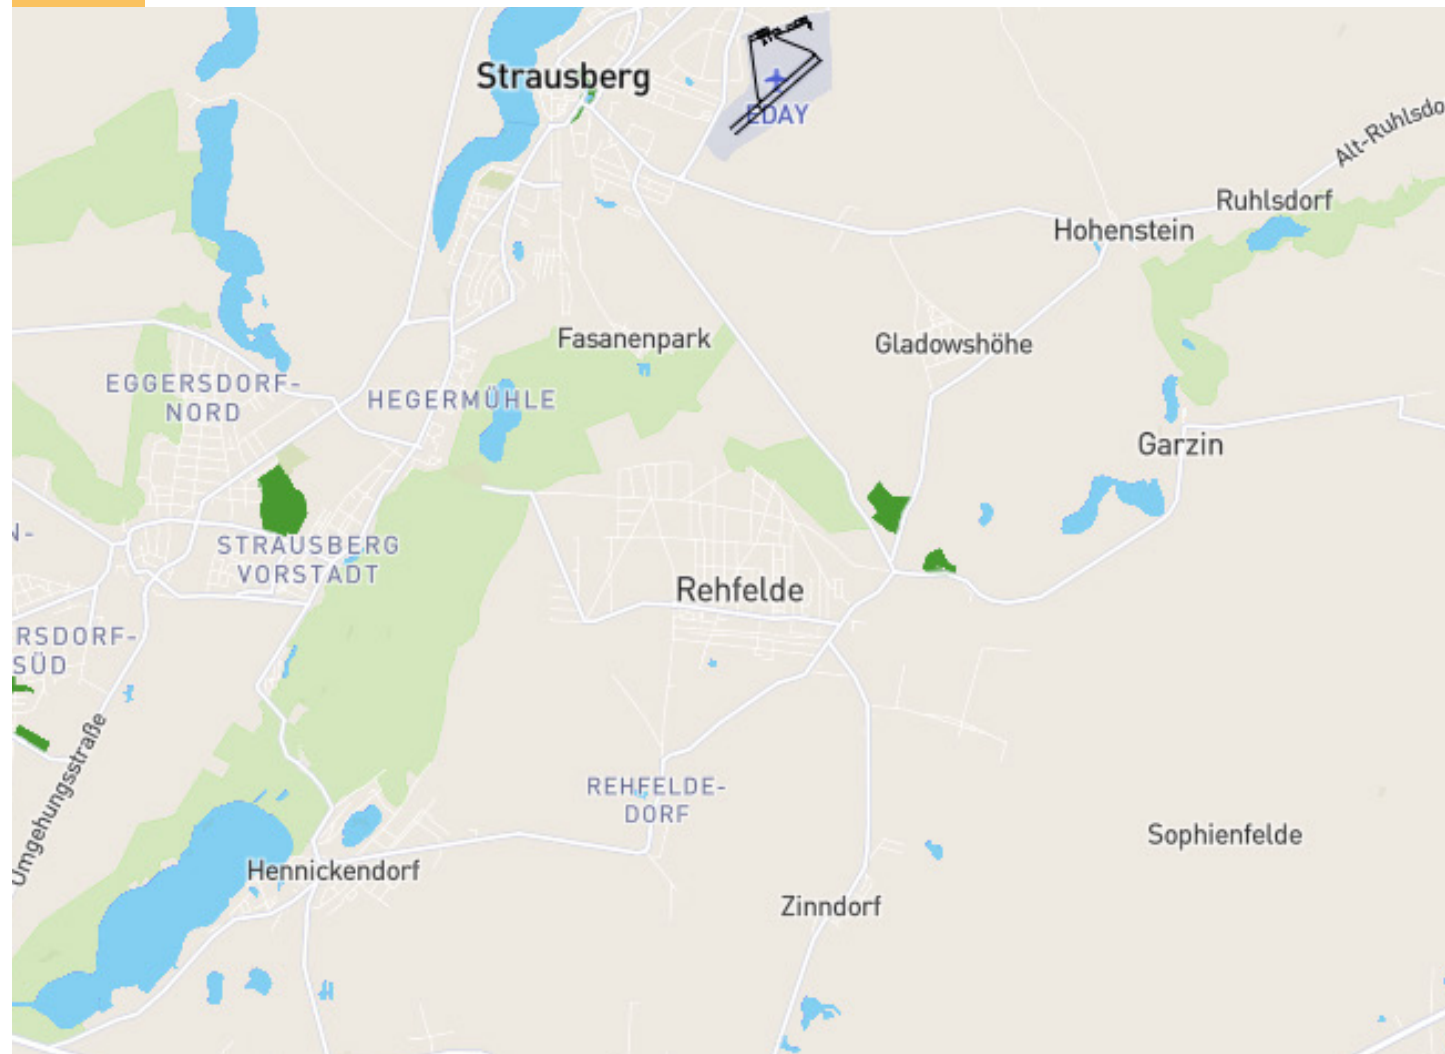 Strausberg
EDAY
Alt-Ruhlsdo
Ruhlsdorf
Hohenstein
Fasanenpark
Gladowshöhe
EGGERSDORF-
NORD
HEGERMÜHLE
Garzin
N-
STRAUSBERG
VORSTADT
Rehfelde
RSDORF-
SÜD
Umgehungsstraße
REHFELDE-
DORF
Sophienfelde
Hennickendorf
Zinndorf